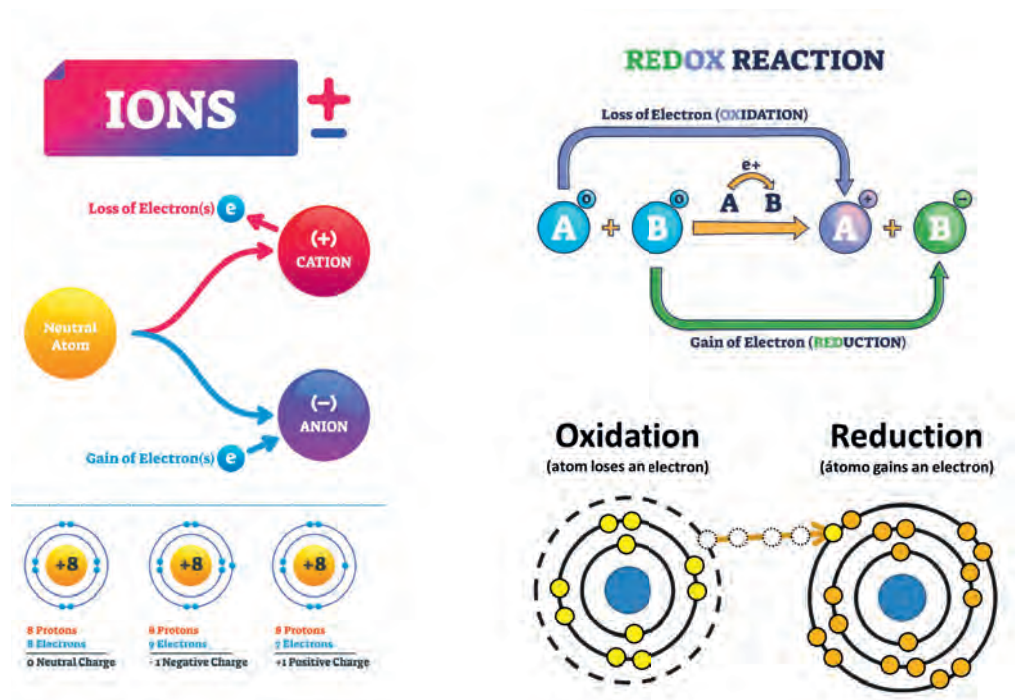 IONS ±
Loss of Electron(s) e
(+)
CATION
Neutral
Atom
(−)
ANION
Gain of Electron(s) e
+8
+8
+8
8 Protons
8 Electrons
0 Neutral Charge
8 Protons
9 Electrons
- 1 Negative Charge
8 Protons
7 Electrons
+1 Positive Charge
REDOX REACTION
Loss of Electron (OXIDATION)
e+
A B
A o + B o A + + B −
Gain of Electron (REDUCTION)
Oxidation
(atom loses an electron)
Reduction
(átomo gains an electron)